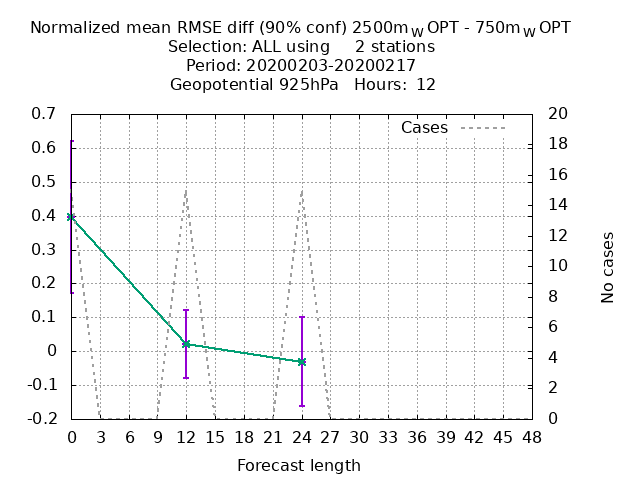 Normalized mean RMSE diff (90% conf) 2500m_W OPT - 750m_W OPT
Selection: ALL using     2 stations
Period: 20200203-20200217
Geopotential 925hPa   Hours:  12
Cases
0.7
0.6
0.5
0.4
0.3
0.2
0.1
0
-0.1
-0.2
20
18
16
14
12
10
8
6
4
2
0
No cases
0 3 6 9 12 15 18 21 24 27 30 33 36 39 42 45 48
Forecast length